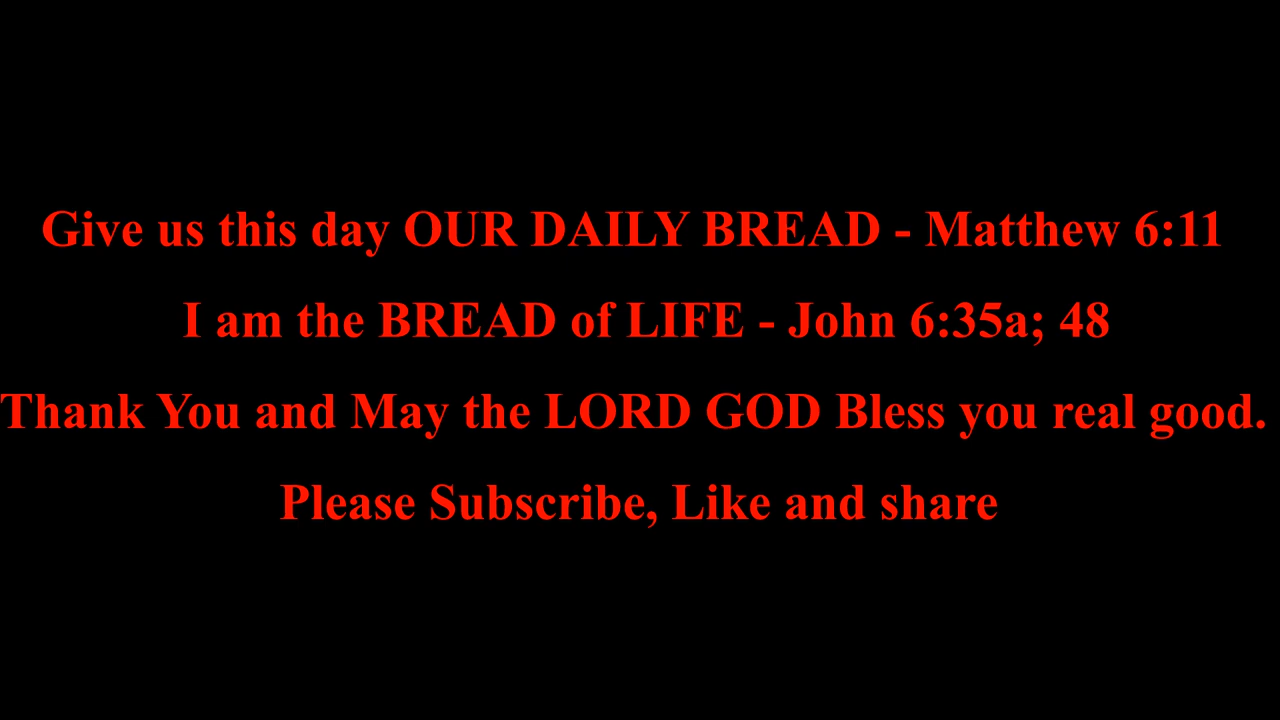 Give us this day OUR DAILY BREAD - Matthew 6:11
I am the BREAD of LIFE - John 6:35a; 48
Thank You and May the LORD GOD Bless you real good.
Please Subscribe, Like and share